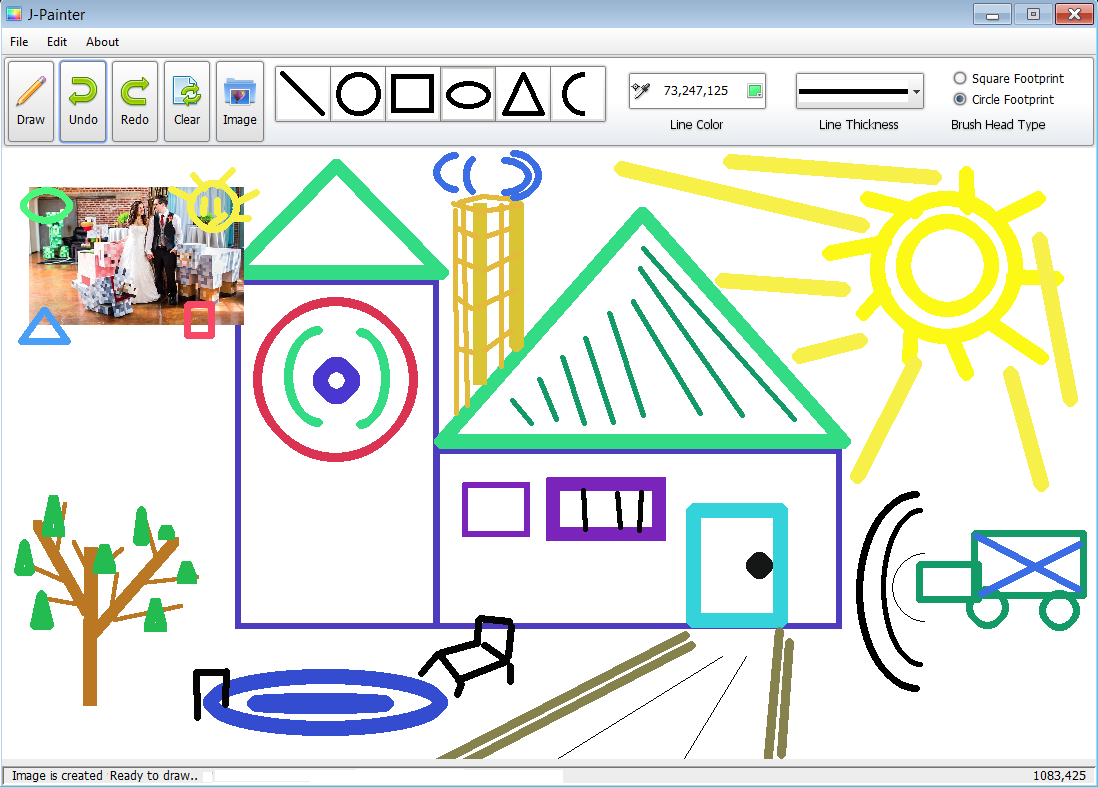 J-Painter
File Edit About
Draw Undo Redo Clear Image
73,247,125
Line Color
Line Thickness
Square Footprint
Circle Footprint
Brush Head Type
Image is created Ready to draw..
1083,425